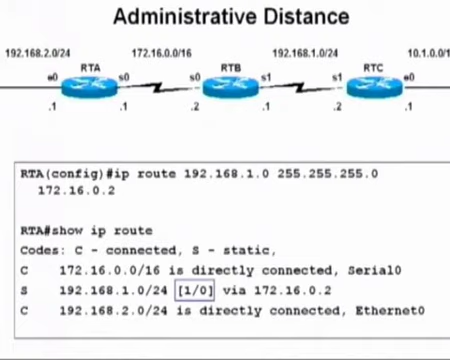 Administrative Distance
192.168.2.0/24 172.16.0.0/16 192.168.1.0/24 10.1.0.0/1
RTA RTB RTC
e0 s0 s0 s1 s1 e0
.1 .1 .2 .1 .2 .1
RTA(config)#ip route 192.168.1.0 255.255.255.0
172.16.0.2
RTA#show ip route
Codes: C - connected, S - static,
C 172.16.0.0/16 is directly connected, Serial0
S 192.168.1.0/24 [1/0] via 172.16.0.2
C 192.168.2.0/24 is directly connected, Ethernet0